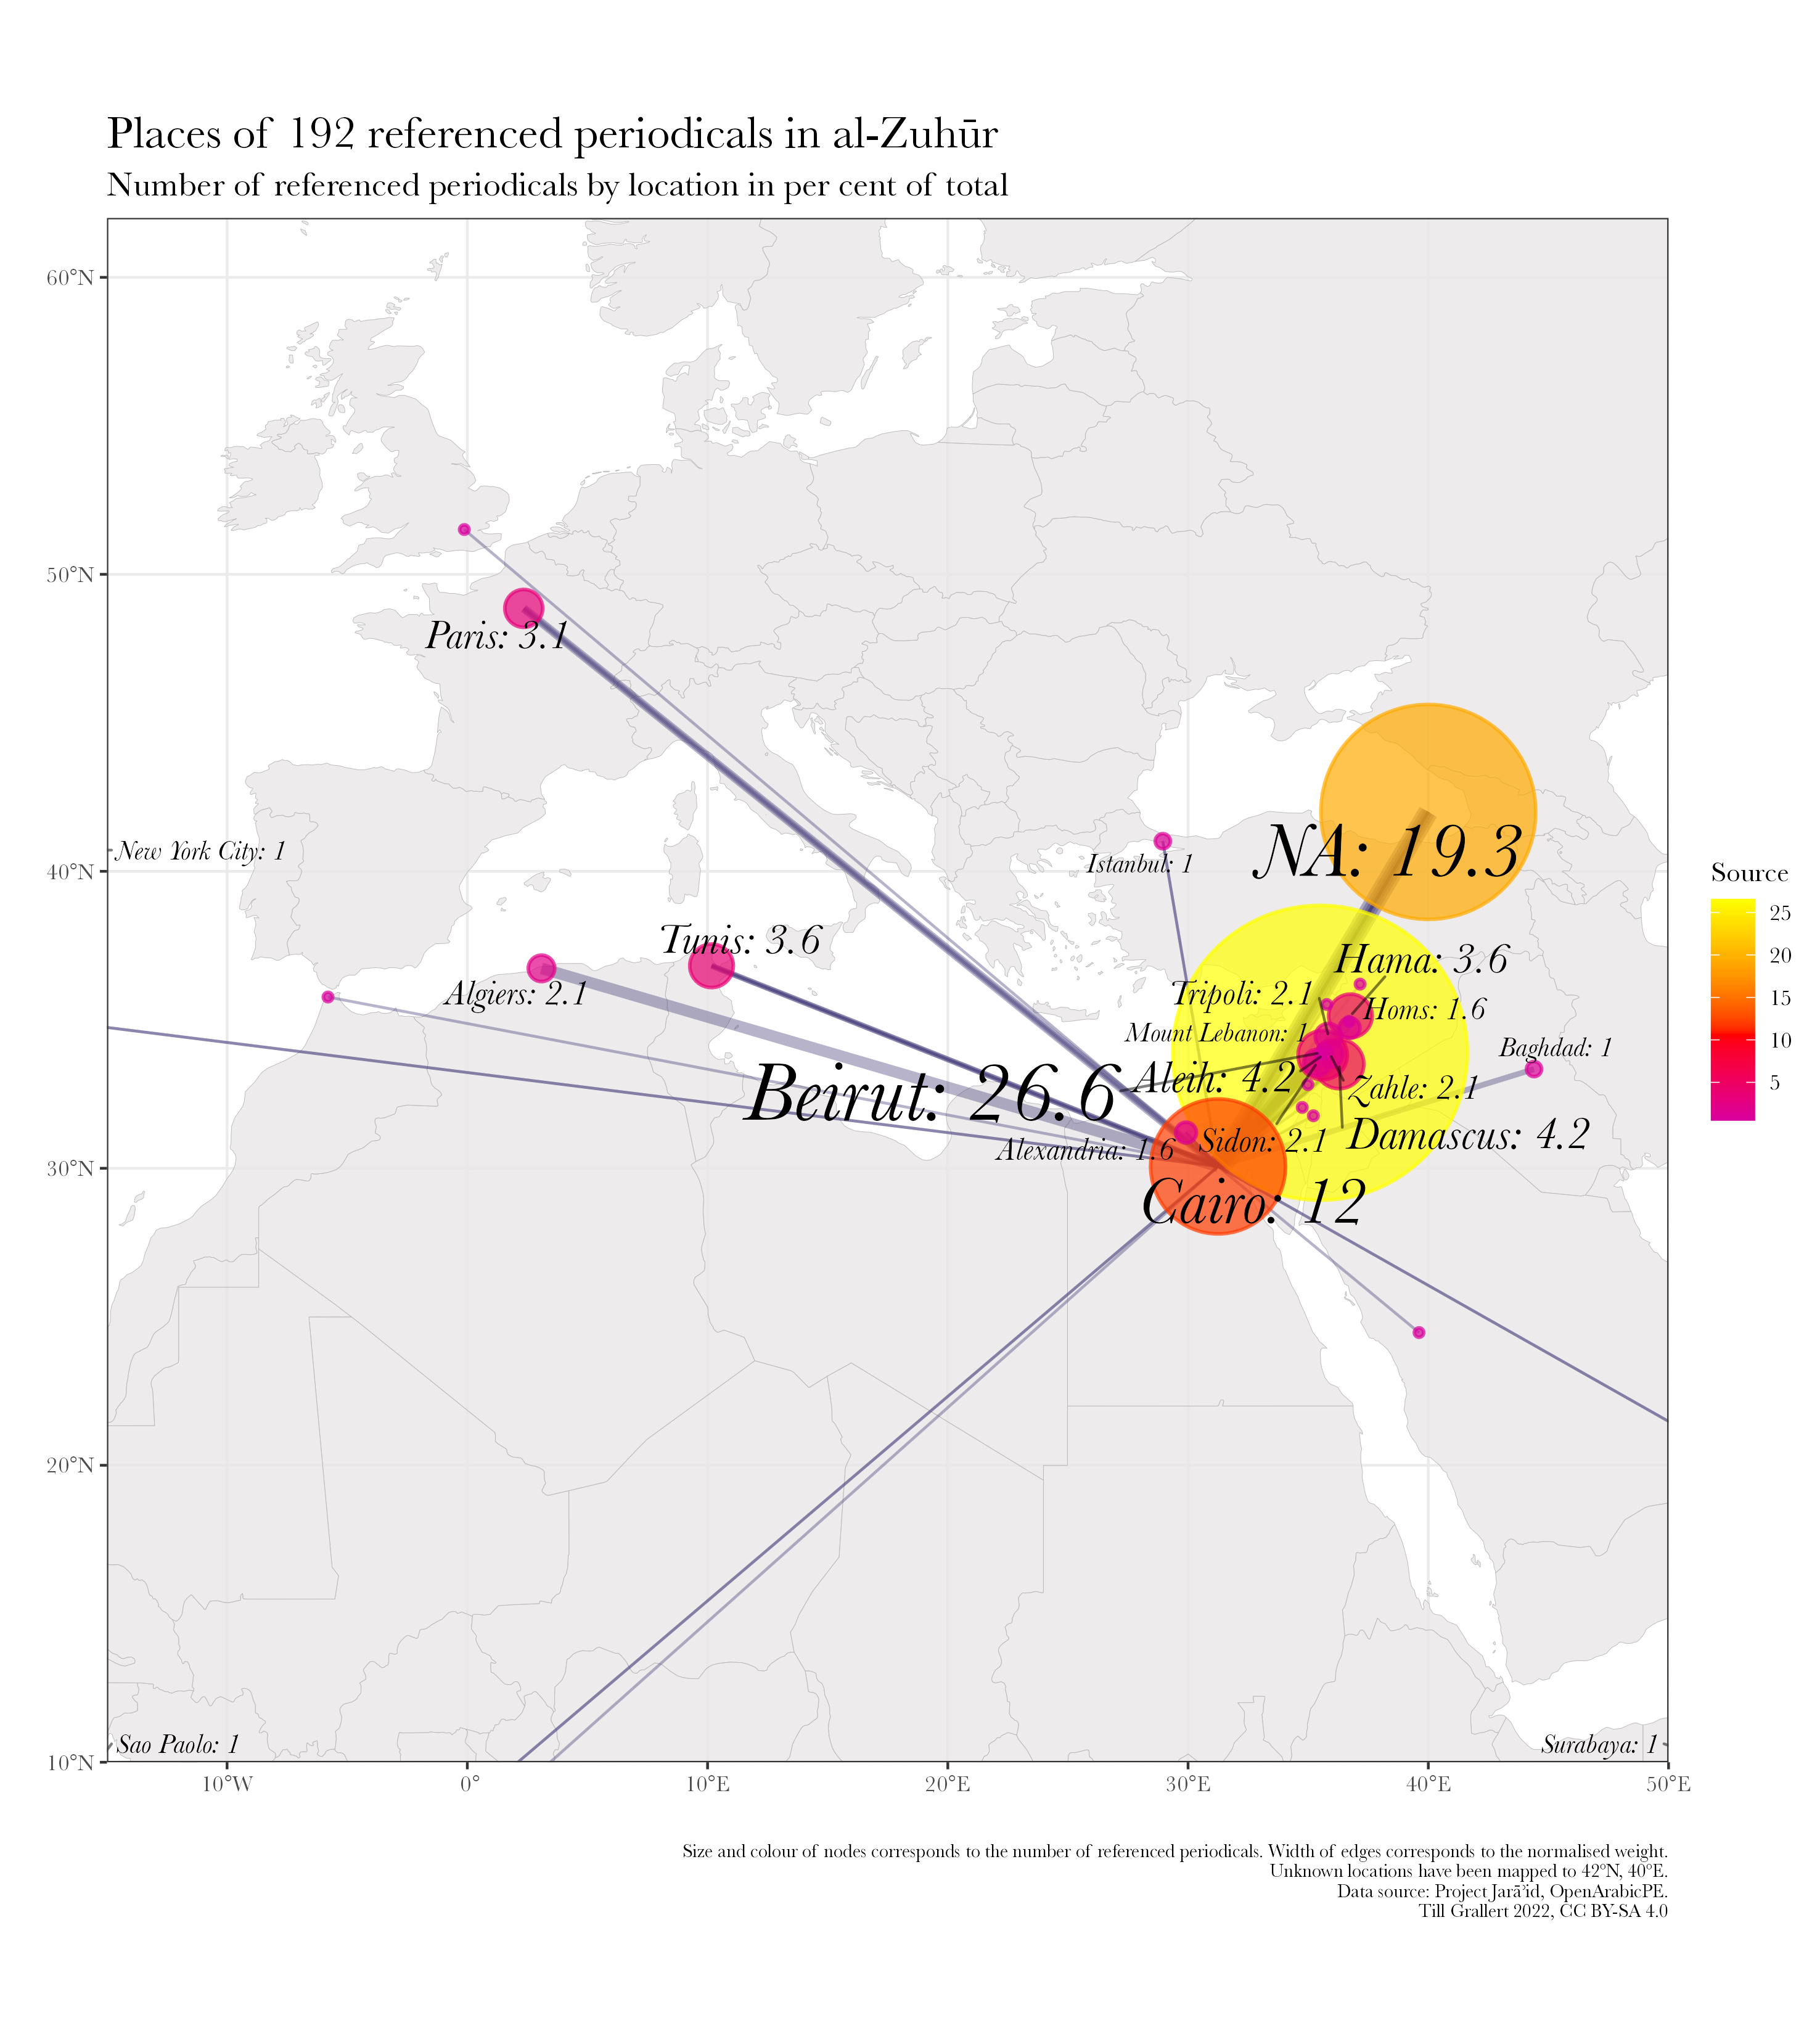 Places of 192 referenced periodicals in al-Zuhūr
Number of referenced periodicals by location in per cent of total
60°N
50°N
40°N
30°N
20°N
10°N
Paris: 3.1
New York City: 1
Istanbul: 1
NA: 19.3
Tunis: 3.6
Algiers: 2.1
Hama: 3.6
Tripoli: 2.1
Homs: 1.6
Mount Lebanon: 1
Baghdad: 1
Beirut: 26.6
Aleih: 4.2
Zahle: 2.1
Alexandria: 1.6
Sidon: 2.1
Damascus: 4.2
Cairo: 12
Sao Paolo: 1
Surabaya: 1
10°W
0°
10°E
20°E
30°E
40°E
50°E
Source
25
20
15
10
5
Size and colour of nodes corresponds to the number of referenced periodicals. Width of edges corresponds to the normalised weight.
Unknown locations have been mapped to 42°N, 40°E.
Data source: Project Jarāʾid, OpenArabicPE.
Till Grallert 2022, CC BY-SA 4.0